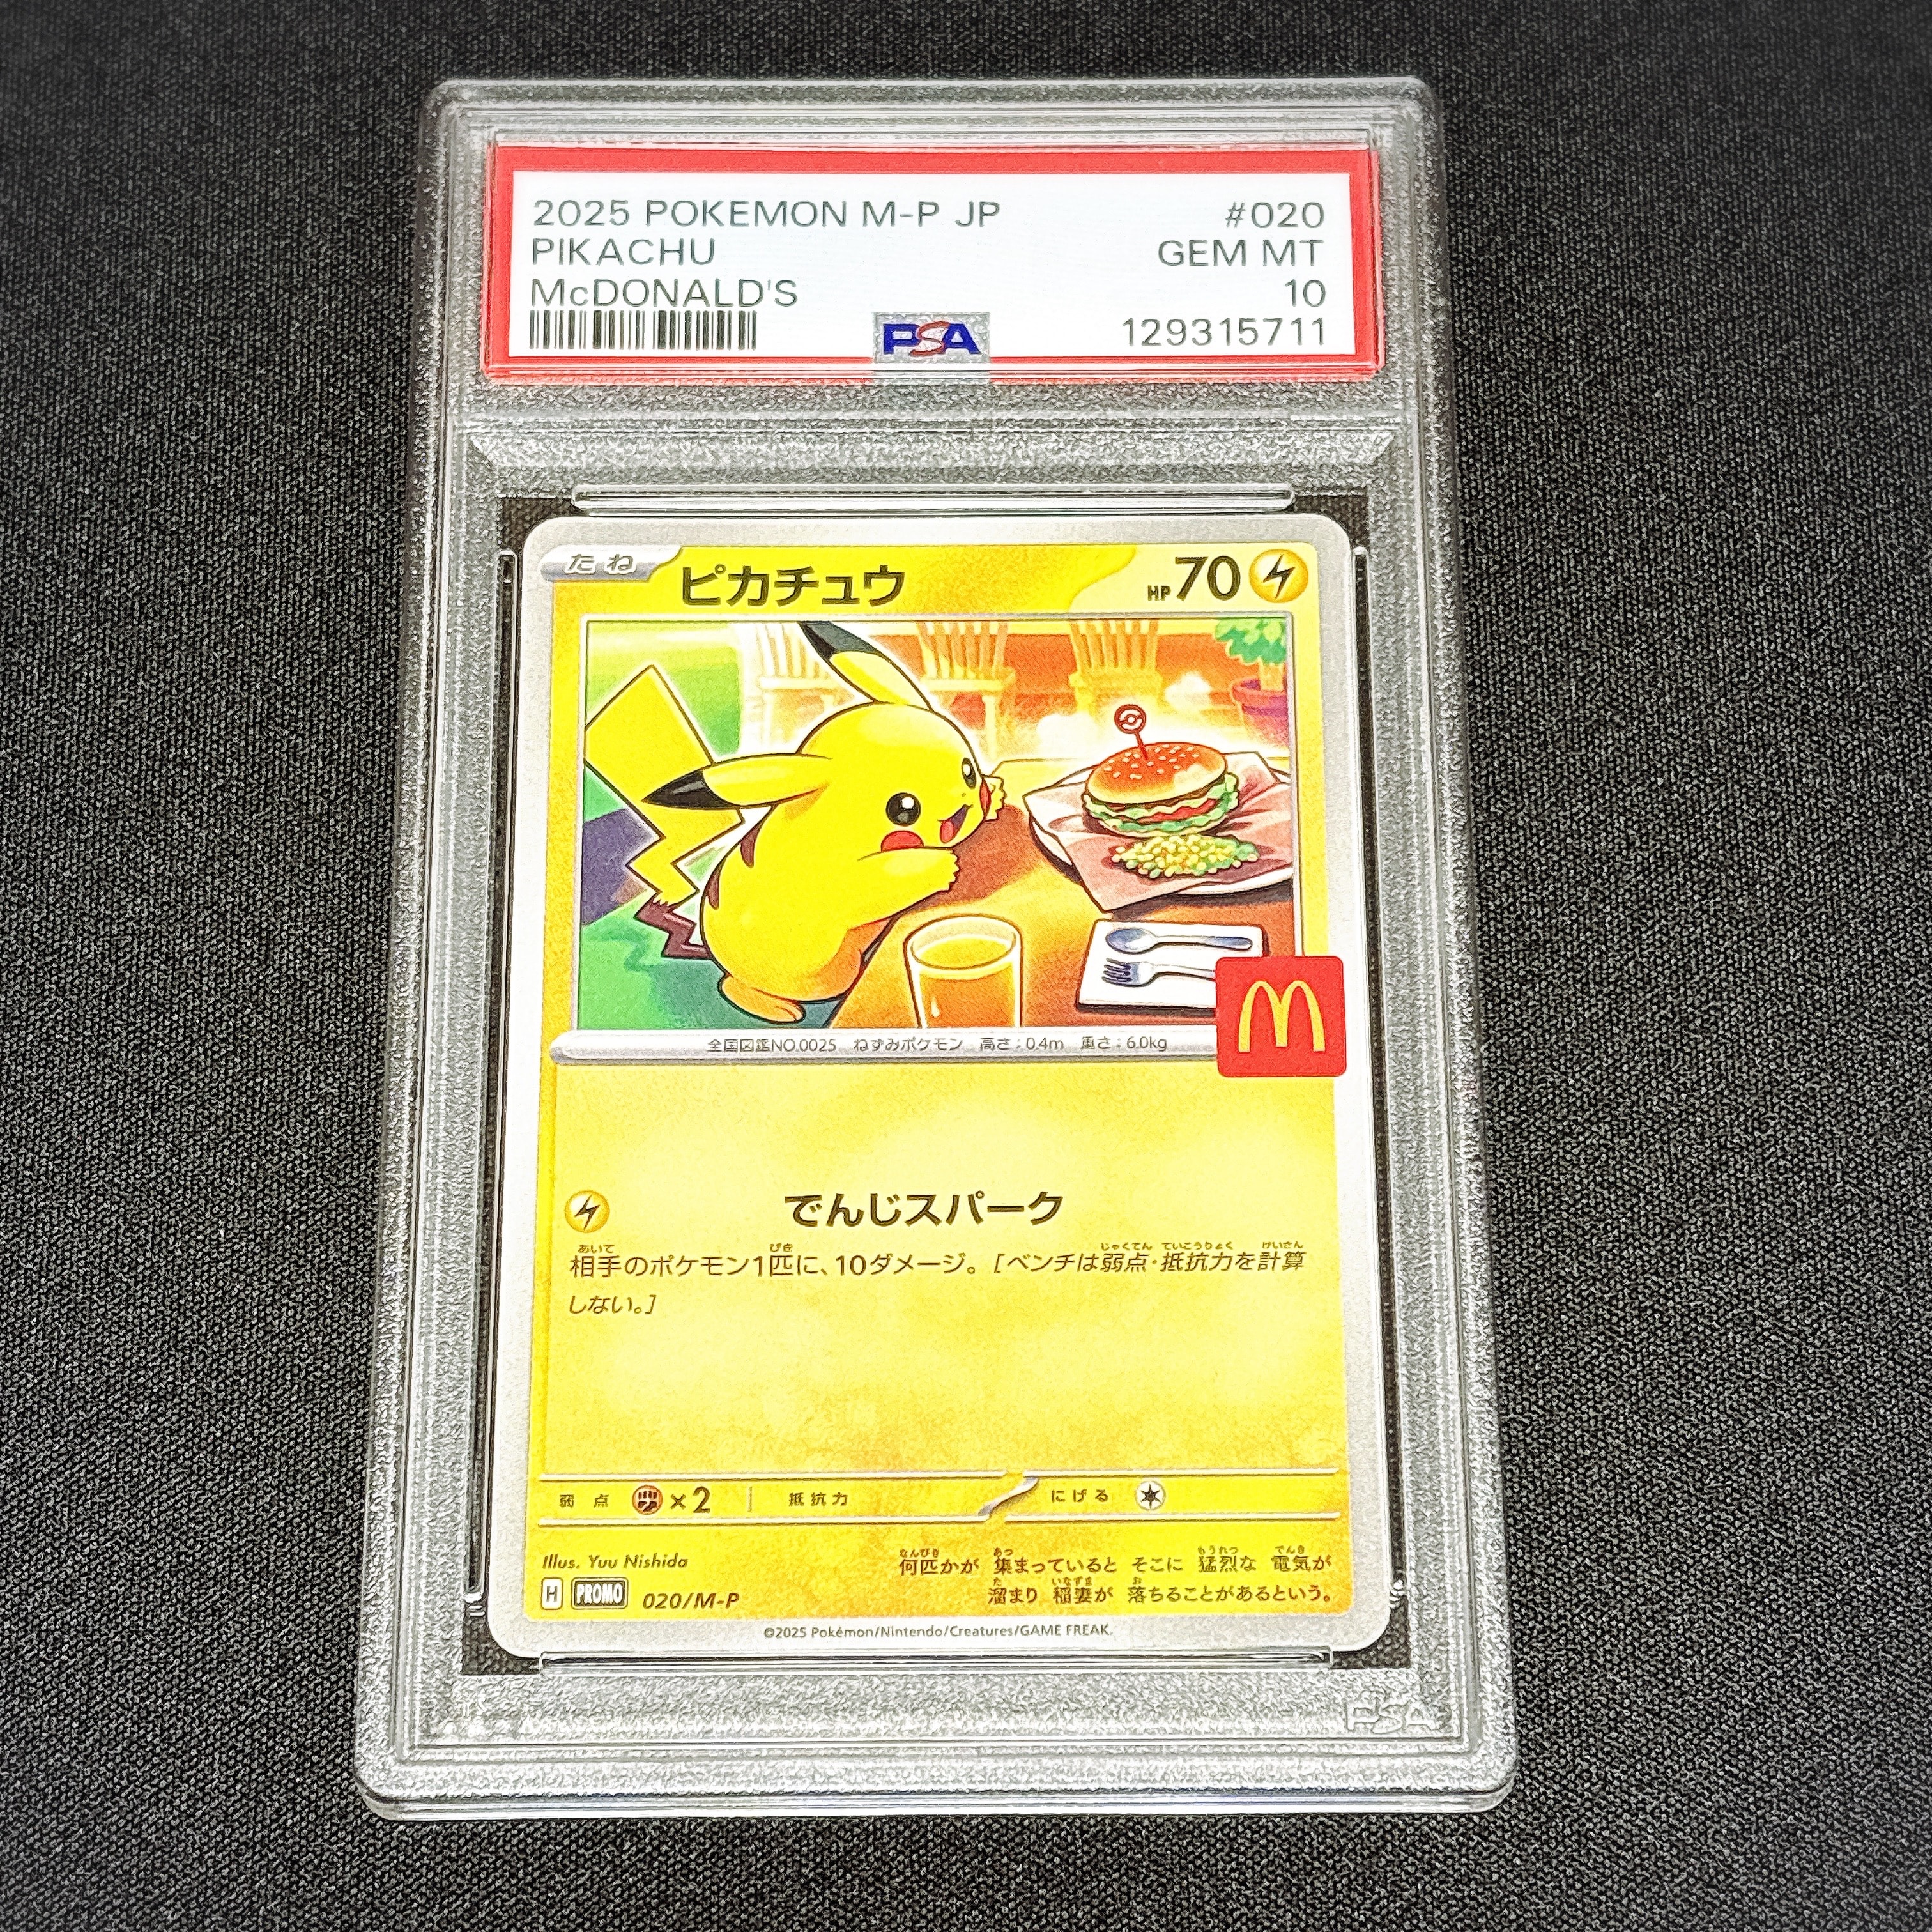 2025 POKEMON M-P JP #020
PIKACHU GEM MT
McDONALD'S 10
PSA 129315711
たね ピカチュウ HP70
M
全国図鑑NO.0025 ねずみポケモン 高さ：0.4m 重さ：6.0kg
でんじスパーク
相手のポケモン1匹に、10ダメージ。［ベンチは弱点・抵抗力を計算
しない。］
弱点 ×2 抵抗力 にげる
Illus. Yuu Nishida
何匹かが 集まっていると そこに 猛烈な 電気が
溜まり 稲妻が 落ちることがあるという。
H PROMO 020/M-P
©2025 Pokémon/Nintendo/Creatures/GAME FREAK.
PSA